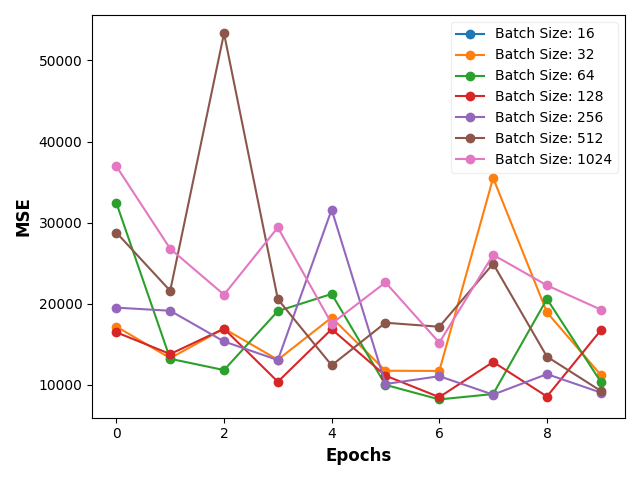 Batch Size: 16
Batch Size: 32
Batch Size: 64
Batch Size: 128
Batch Size: 256
Batch Size: 512
Batch Size: 1024
50000
40000
30000
20000
10000
MSE
0 2 4 6 8
Epochs